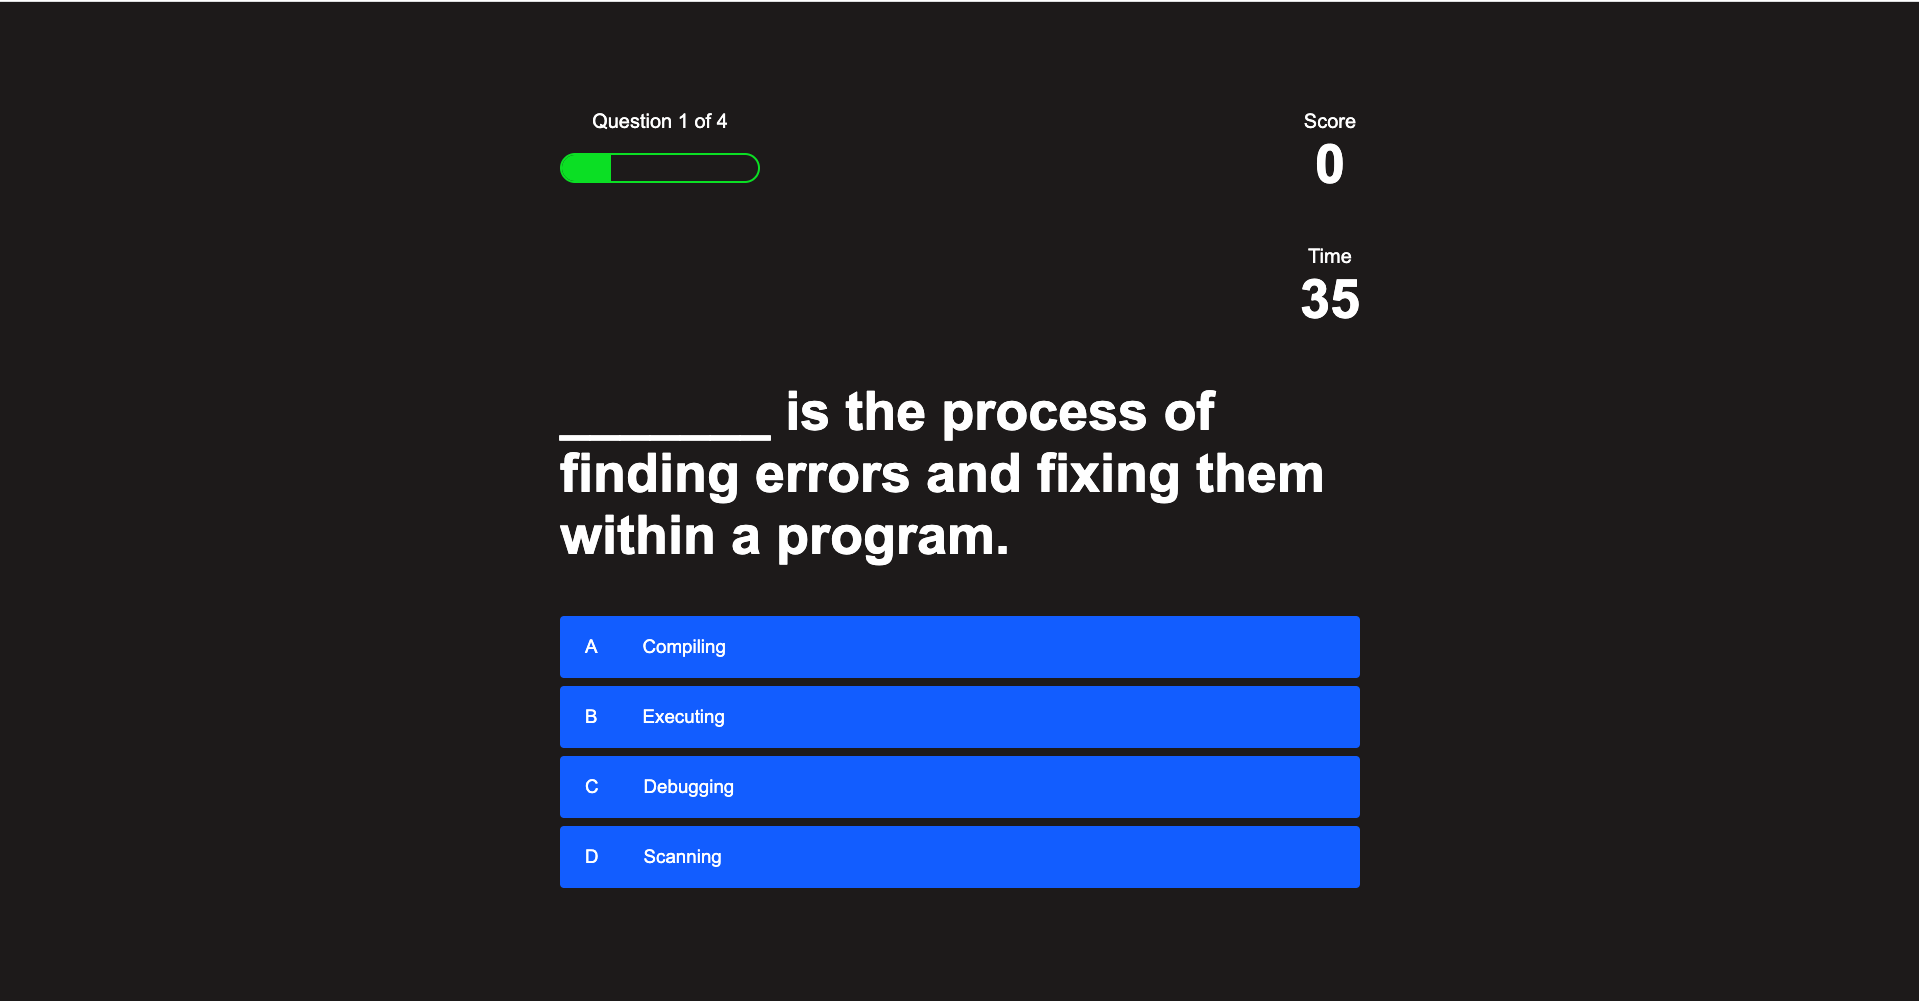 Question 1 of 4
Score
0
Time
35
_______ is the process of
finding errors and fixing them
within a program.
A Compiling
B Executing
C Debugging
D Scanning